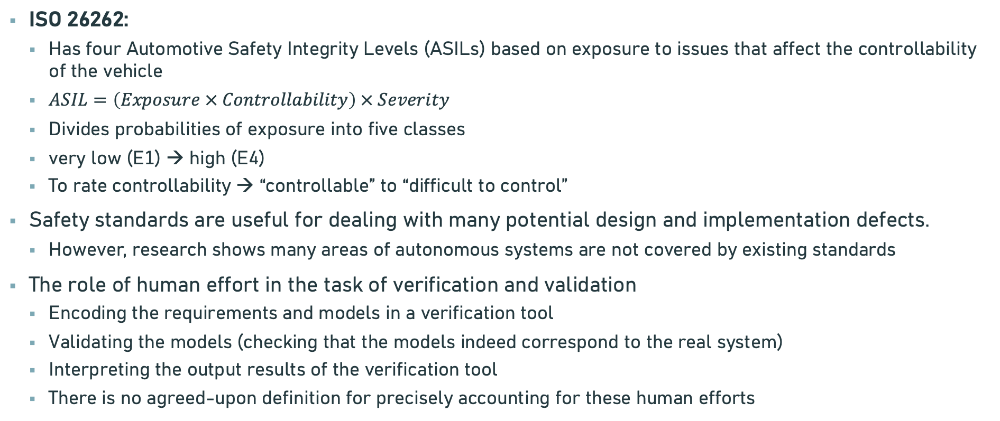 ▪ ISO 26262:
▪ Has four Automotive Safety Integrity Levels (ASILs) based on exposure to issues that affect the controllability
of the vehicle
▪ ASIL = (Exposure × Controllability) × Severity
▪ Divides probabilities of exposure into five classes
▪ very low (E1) → high (E4)
▪ To rate controllability → “controllable” to “difficult to control”
▪ Safety standards are useful for dealing with many potential design and implementation defects.
▪ However, research shows many areas of autonomous systems are not covered by existing standards
▪ The role of human effort in the task of verification and validation
▪ Encoding the requirements and models in a verification tool
▪ Validating the models (checking that the models indeed correspond to the real system)
▪ Interpreting the output results of the verification tool
▪ There is no agreed-upon definition for precisely accounting for these human efforts